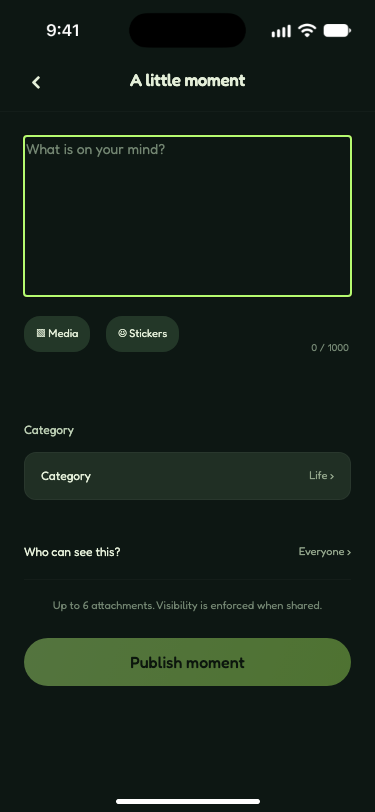 9:41
A little moment
What is on your mind?
Media
Stickers
0 / 1000
Category
Category
Life ›
Who can see this?
Everyone ›
Up to 6 attachments. Visibility is enforced when shared.
Publish moment